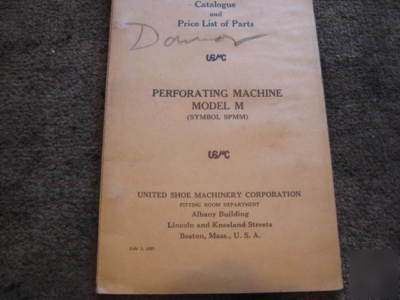 Catalogue
and
Price List of Parts
USMC
PERFORATING MACHINE
MODEL M
(SYMBOL SPMM)
USMC
UNITED SHOE MACHINERY CORPORATION
FITTING ROOM DEPARTMENT
Albany Building
Lincoln and Kneeland Streets
Boston, Mass., U. S. A.